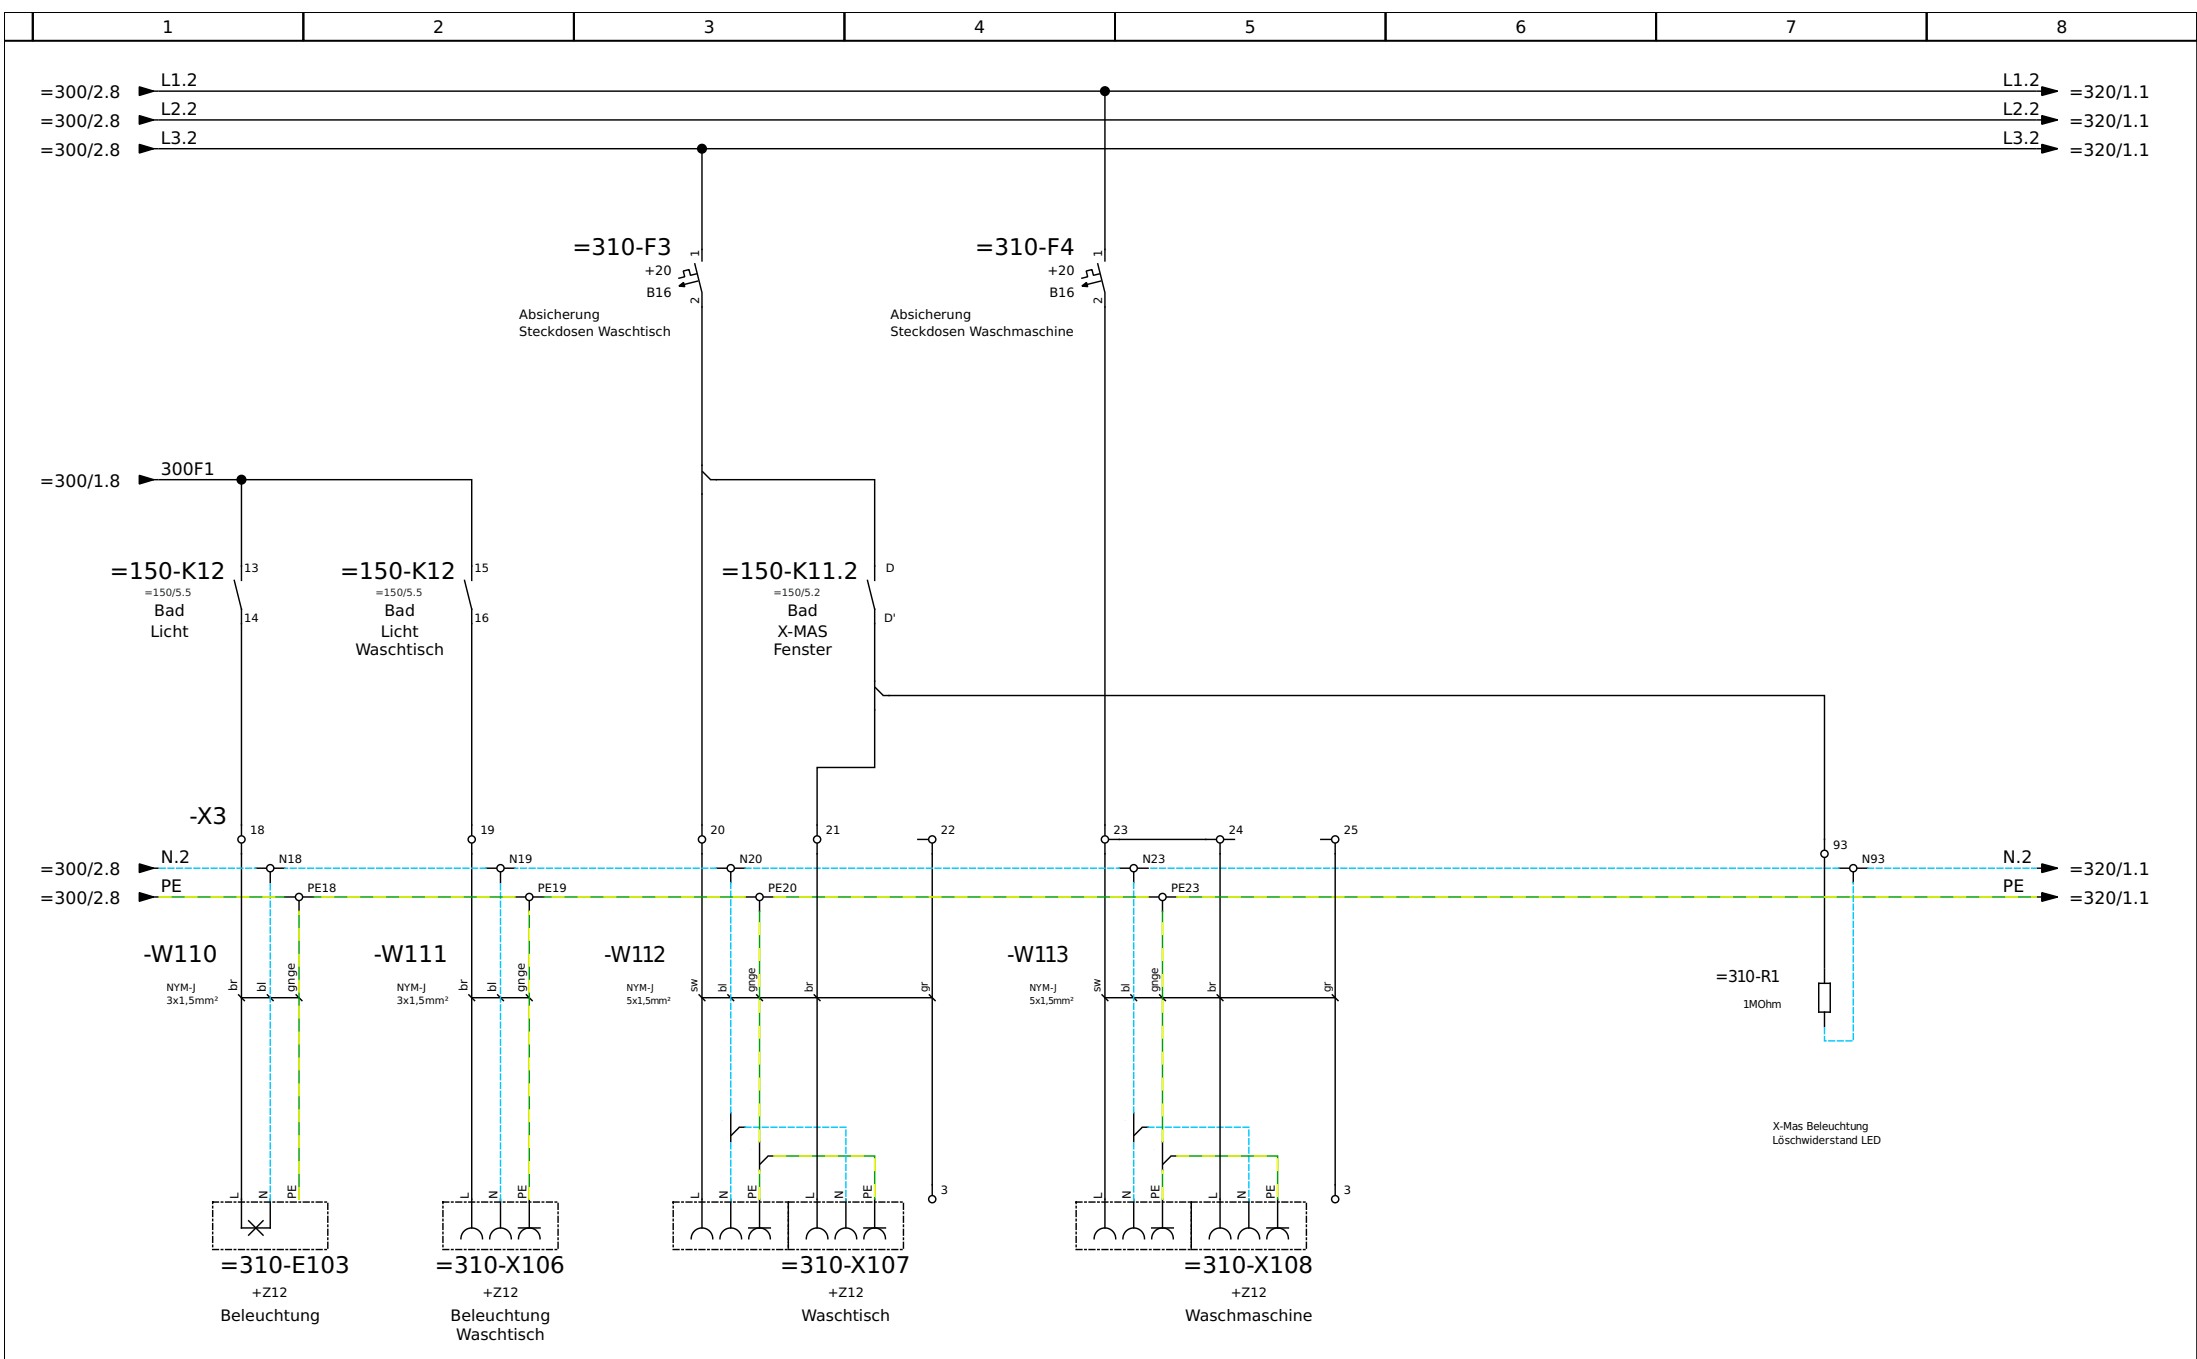 1 2 3 4 5 6 7 8
=300/2.8 L1.2 L1.2 =320/1.1
=300/2.8 L2.2 L2.2 =320/1.1
=300/2.8 L3.2 L3.2 =320/1.1
=310-F3 1
+20
B16 2
Absicherung
Steckdosen Waschtisch
=310-F4 1
+20
B16 2
Absicherung
Steckdosen Waschmaschine
=300/1.8 300F1
=150-K12 13
=150/5.5
Bad 14
Licht
=150-K12 15
=150/5.5
Bad 16
Licht
Waschtisch
=150-K11.2 D
=150/5.2
Bad D'
X-MAS
Fenster
-X3
18 19 20 21 22 23 24 25 93
=300/2.8 N.2 N18 N19 N20 N23 N93 N.2 =320/1.1
=300/2.8 PE PE18 PE19 PE20 PE23 PE =320/1.1
-W110
NYM-J
3x1,5mm²
br bl gnge
-W111
NYM-J
3x1,5mm²
br bl gnge
-W112
NYM-J
5x1,5mm²
sw bl gnge br gr
-W113
NYM-J
5x1,5mm²
sw bl gnge br gr
=310-R1
1MOhm
X-Mas Beleuchtung
Löschwiderstand LED
L N PE
=310-E103
+Z12
Beleuchtung
L N PE
=310-X106
+Z12
Beleuchtung
Waschtisch
L N PE L N PE 3
=310-X107
+Z12
Waschtisch
L N PE L N PE 3
=310-X108
+Z12
Waschmaschine